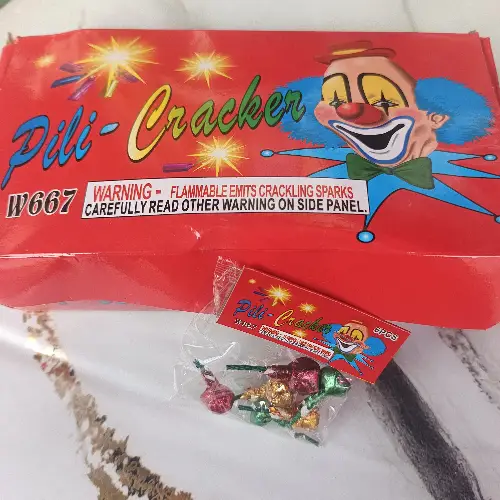 Pili-Cracker
W667
WARNING - FLAMMABLE EMITS CRACKLING SPARKS
CAREFULLY READ OTHER WARNING ON SIDE PANEL.
Pili-Cracker